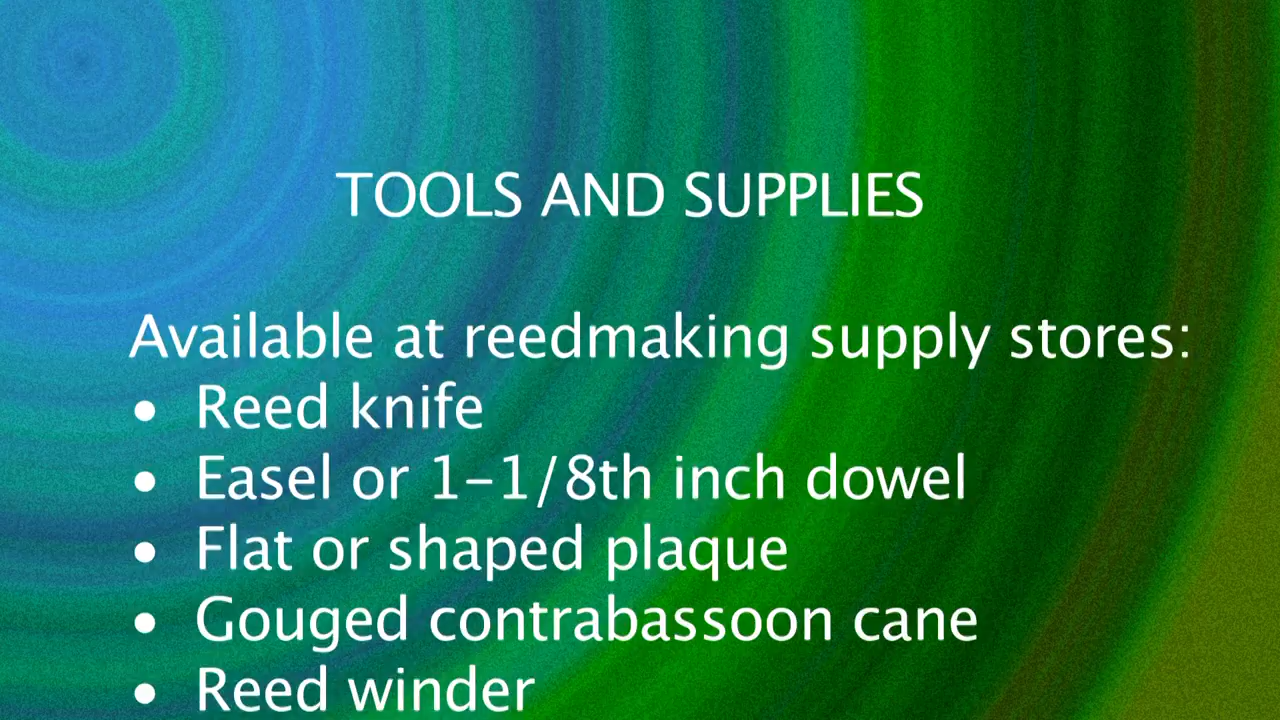 TOOLS AND SUPPLIES
Available at reedmaking supply stores:
• Reed knife
• Easel or 1-1/8th inch dowel
• Flat or shaped plaque
• Gouged contrabassoon cane
• Reed winder